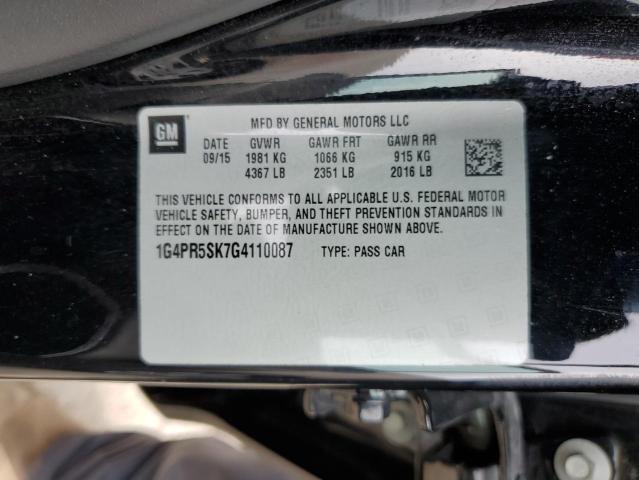 GM
MFD BY GENERAL MOTORS LLC
DATE GVWR GAWR FRT GAWR RR
09/15 1981 KG 1066 KG 915 KG
4367 LB 2351 LB 2016 LB
THIS VEHICLE CONFORMS TO ALL APPLICABLE U.S. FEDERAL MOTOR
VEHICLE SAFETY, BUMPER, AND THEFT PREVENTION STANDARDS IN
EFFECT ON THE DATE OF MANUFACTURE SHOWN ABOVE.
1G4PR5SK7G4110087 TYPE: PASS CAR